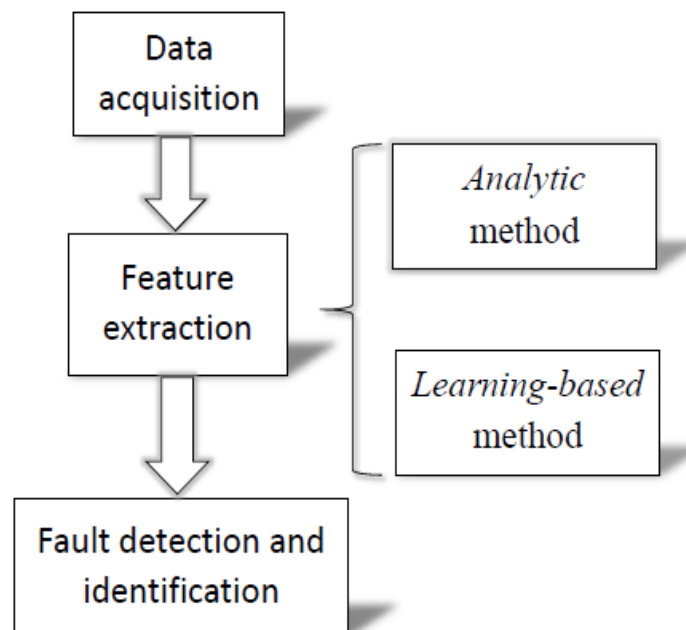 Data
acquisition
Feature
extraction
Analytic
method
Learning-based
method
Fault detection and
identification